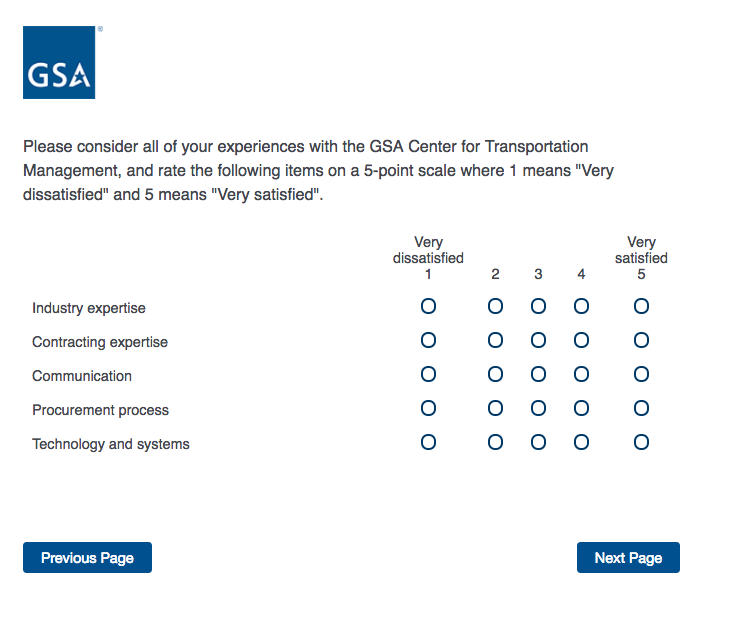 GSA
®
Please consider all of your experiences with the GSA Center for Transportation
Management, and rate the following items on a 5-point scale where 1 means "Very
dissatisfied" and 5 means "Very satisfied".
Very Very
dissatisfied satisfied
1 2 3 4 5
Industry expertise
Contracting expertise
Communication
Procurement process
Technology and systems
Previous Page Next Page